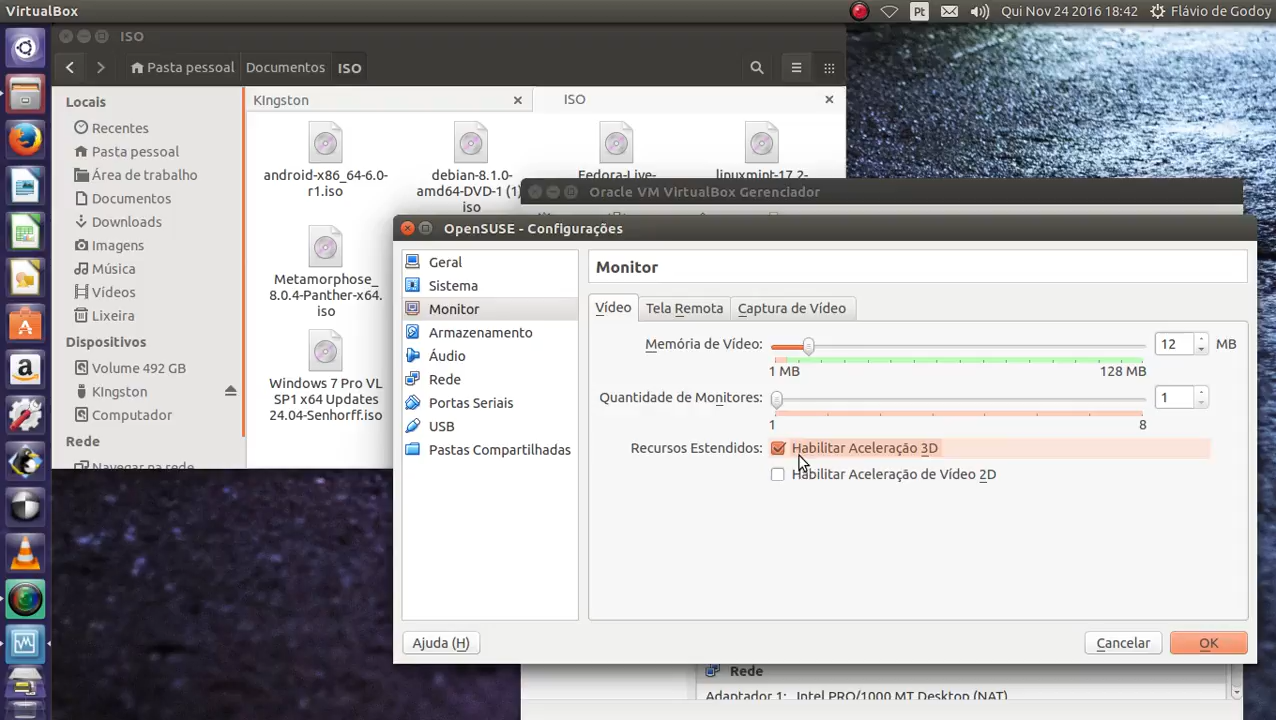 VirtualBox
Pt
Qui Nov 24 2016 18:42
Flávio de Godoy
ISO
Pasta pessoal
Documentos
ISO
Locais
Recentes
Pasta pessoal
Área de trabalho
Documentos
Downloads
Imagens
Música
Vídeos
Lixeira
Dispositivos
Volume 492 GB
KIngston
Computador
Rede
Navegar na rede
KIngston
ISO
android-x86_64-6.0-
r1.iso
debian-8.1.0-
amd64-DVD-1 (1).
iso
Fedora-Live-
linuxmint-17.2-
Metamorphose_
8.0.4-Panther-x64.
iso
Windows 7 Pro VL
SP1 x64 Updates
24.04-Senhorff.iso
Oracle VM VirtualBox Gerenciador
OpenSUSE - Configurações
Geral
Sistema
Monitor
Armazenamento
Áudio
Rede
Portas Seriais
USB
Pastas Compartilhadas
Monitor
Vídeo
Tela Remota
Captura de Vídeo
Memória de Vídeo:
12
MB
1 MB
128 MB
Quantidade de Monitores:
1
1
8
Recursos Estendidos:
Habilitar Aceleração 3D
Habilitar Aceleração de Vídeo 2D
Ajuda (H)
Cancelar
OK
Rede
Adaptador 1: Intel PRO/1000 MT Desktop (NAT)